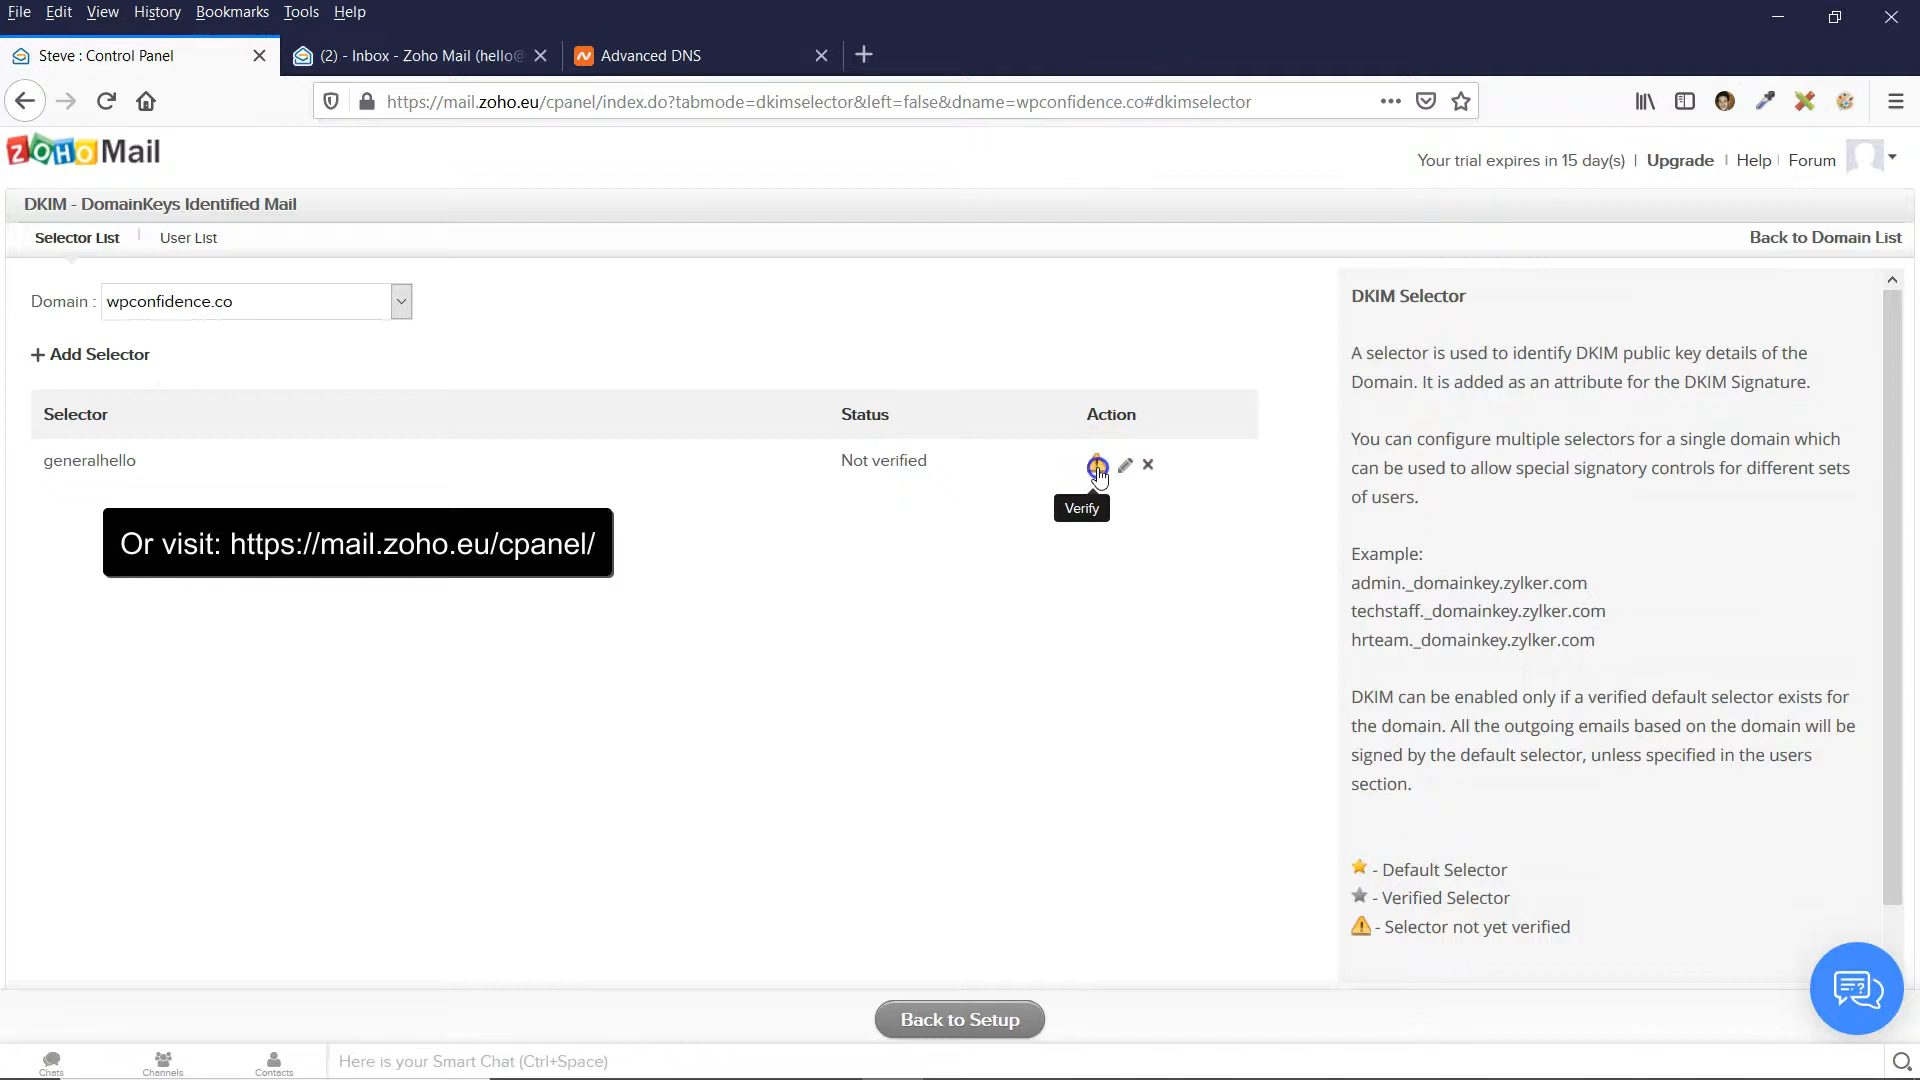 File Edit View History Bookmarks Tools Help
Steve : Control Panel
(2) - Inbox - Zoho Mail (hello@
Advanced DNS
https://mail.zoho.eu/cpanel/index.do?tabmode=dkimselector&left=false&dname=wpconfidence.co#dkimselector
ZOHO Mail
Your trial expires in 15 day(s) | Upgrade | Help | Forum
DKIM - DomainKeys Identified Mail
Selector List | User List
Back to Domain List
Domain : wpconfidence.co
+ Add Selector
Selector Status Action
generalhello Not verified
Verify
Or visit: https://mail.zoho.eu/cpanel/
DKIM Selector
A selector is used to identify DKIM public key details of the
Domain. It is added as an attribute for the DKIM Signature.
You can configure multiple selectors for a single domain which
can be used to allow special signatory controls for different sets
of users.
Example:
admin._domainkey.zylker.com
techstaff._domainkey.zylker.com
hrteam._domainkey.zylker.com
DKIM can be enabled only if a verified default selector exists for
the domain. All the outgoing emails based on the domain will be
signed by the default selector, unless specified in the users
section.
- Default Selector
- Verified Selector
- Selector not yet verified
Back to Setup
Chats
Channels
Contacts
Here is your Smart Chat (Ctrl+Space)